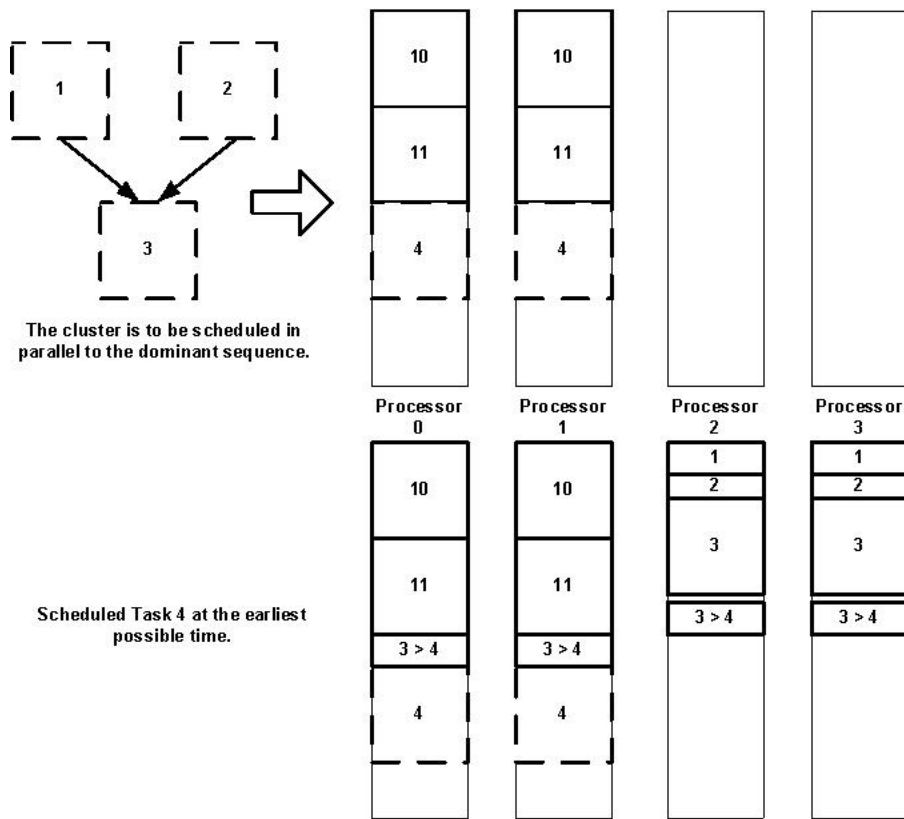 10
10
1
2
11
11
3
4
4
The cluster is to be scheduled in
parallel to the dominant sequence.
Processor
0
Processor
1
Processor
2
Processor
3
1
1
2
2
10
10
3
3
11
11
Scheduled Task 4 at the earliest
possible time.
3 > 4
3 > 4
3 > 4
3 > 4
4
4